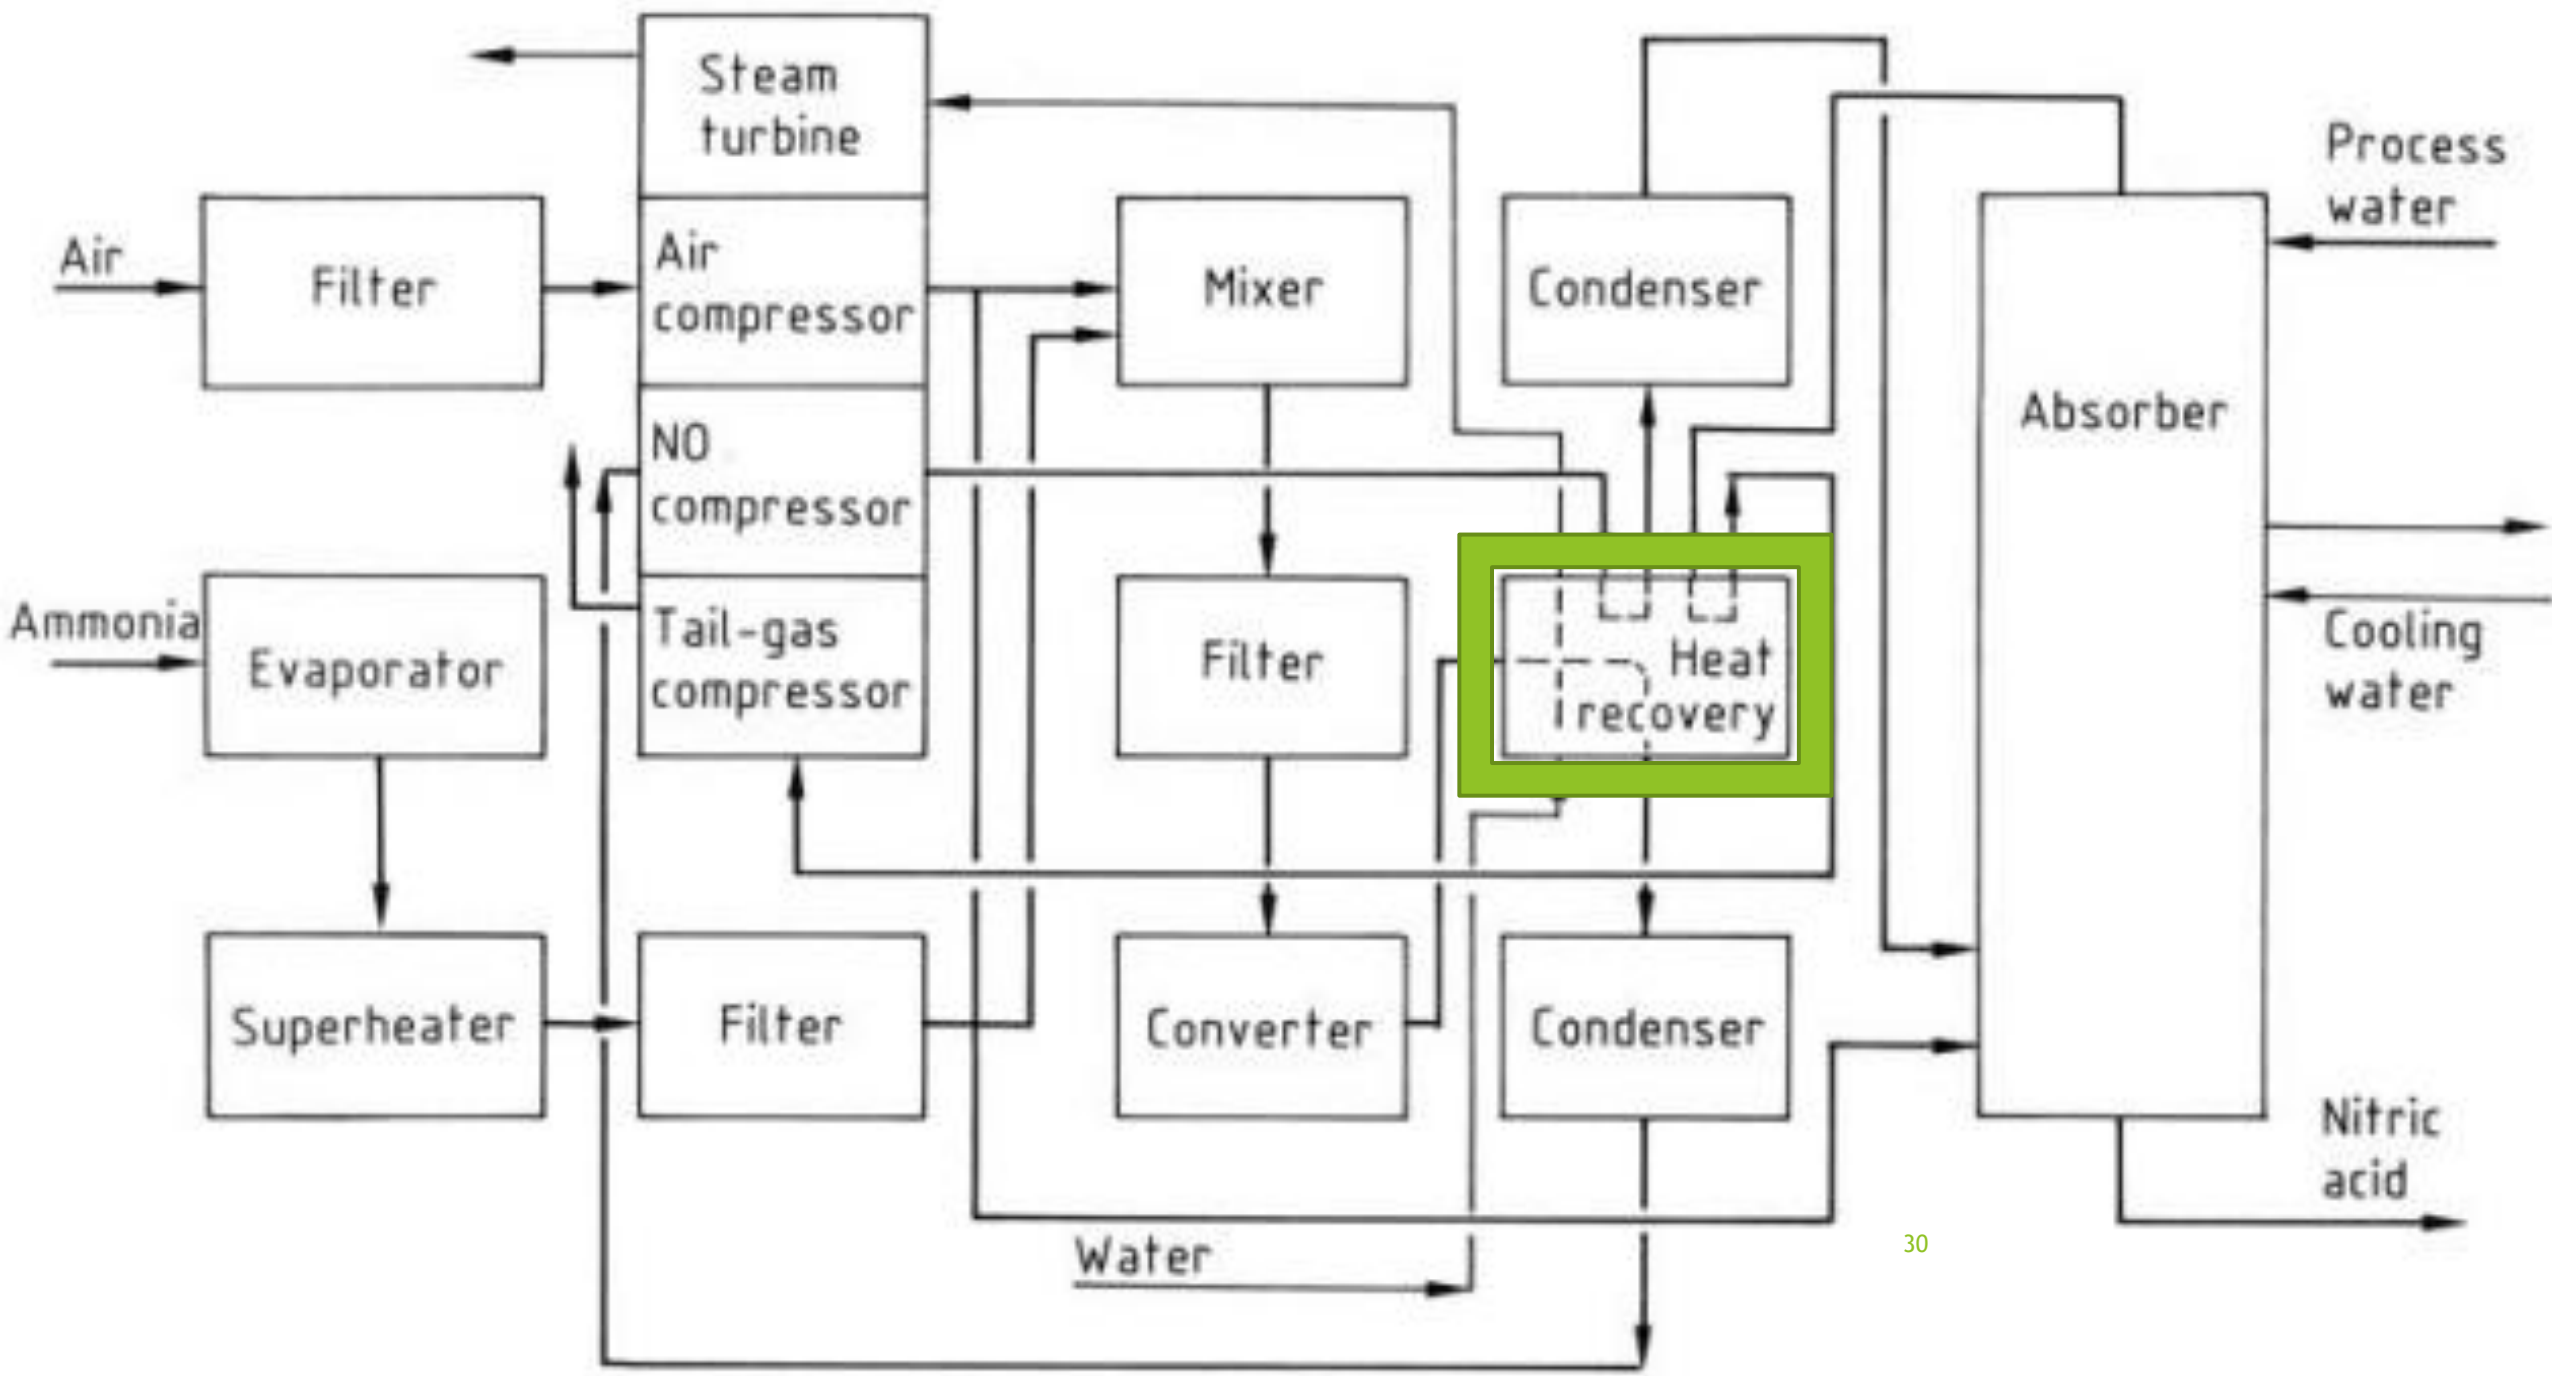 Steam
turbine
Process
water
Air
Filter
Air
compressor
Mixer
Condenser
Absorber
NO
compressor
Ammonia
Evaporator
Tail-gas
compressor
Filter
Heat
recovery
Cooling
water
Superheater
Filter
Converter
Condenser
Nitric
acid
Water
30